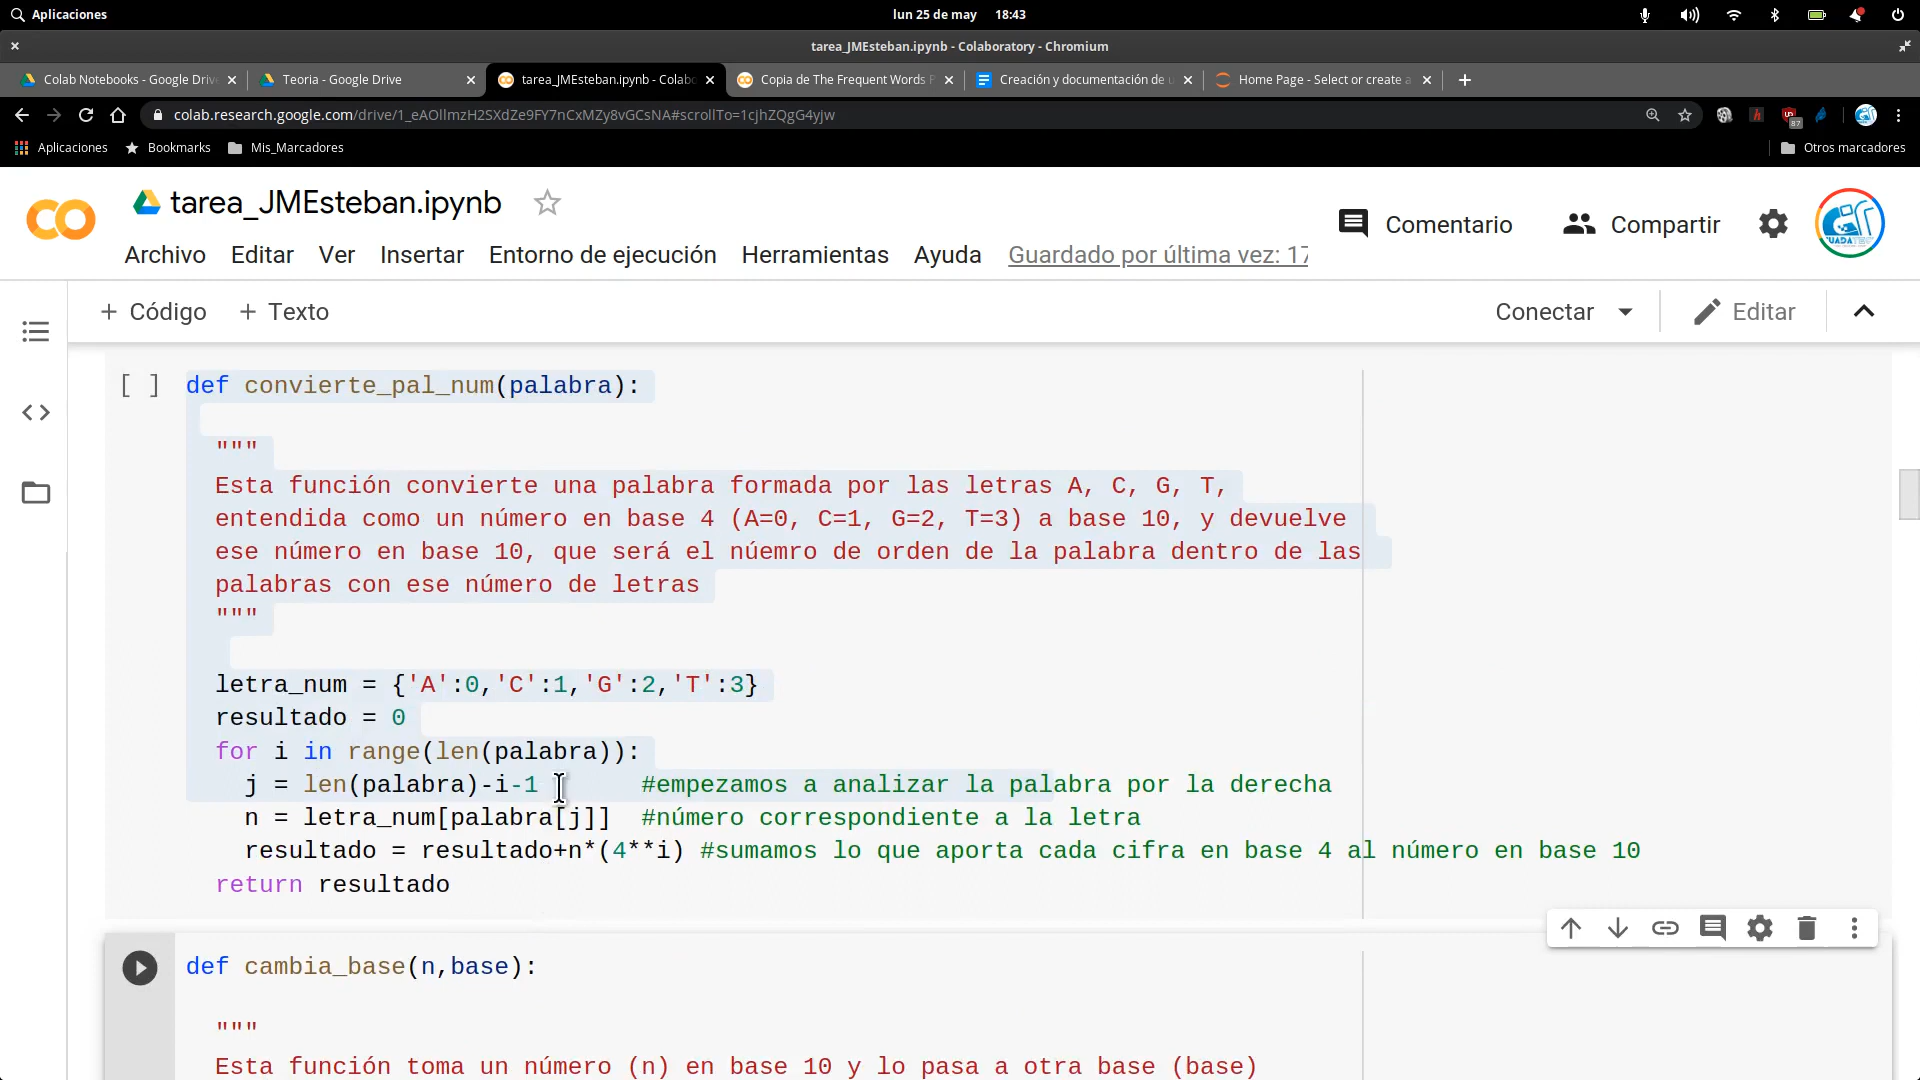 Aplicaciones
lun 25 de may 18:43
tarea_JMEsteban.ipynb - Colaboratory - Chromium
Colab Notebooks - Google Drive
Teoria - Google Drive
tarea_JMEsteban.ipynb - Colabo
Copia de The Frequent Words P
Creación y documentación de u
Home Page - Select or create a
colab.research.google.com/drive/1_eAOllmzH2SXdZe9FY7nCxMZy8vGCsNA#scrollTo=1cjhZQgG4yjw
87
Aplicaciones
Bookmarks
Mis_Marcadores
Otros marcadores
tarea_JMEsteban.ipynb
Comentario
Compartir
Archivo Editar Ver Insertar Entorno de ejecución Herramientas Ayuda Guardado por última vez: 17
+ Código + Texto
Conectar
Editar
[ ] def convierte_pal_num(palabra):
"""
Esta función convierte una palabra formada por las letras A, C, G, T,
entendida como un número en base 4 (A=0, C=1, G=2, T=3) a base 10, y devuelve
ese número en base 10, que será el núemro de orden de la palabra dentro de las
palabras con ese número de letras
"""
letra_num = {'A':0,'C':1,'G':2,'T':3}
resultado = 0
for i in range(len(palabra)):
j = len(palabra)-i-1 #empezamos a analizar la palabra por la derecha
n = letra_num[palabra[j]] #número correspondiente a la letra
resultado = resultado+n*(4**i) #sumamos lo que aporta cada cifra en base 4 al número en base 10
return resultado
def cambia_base(n,base):
"""
Esta función toma un número (n) en base 10 y lo pasa a otra base (base)